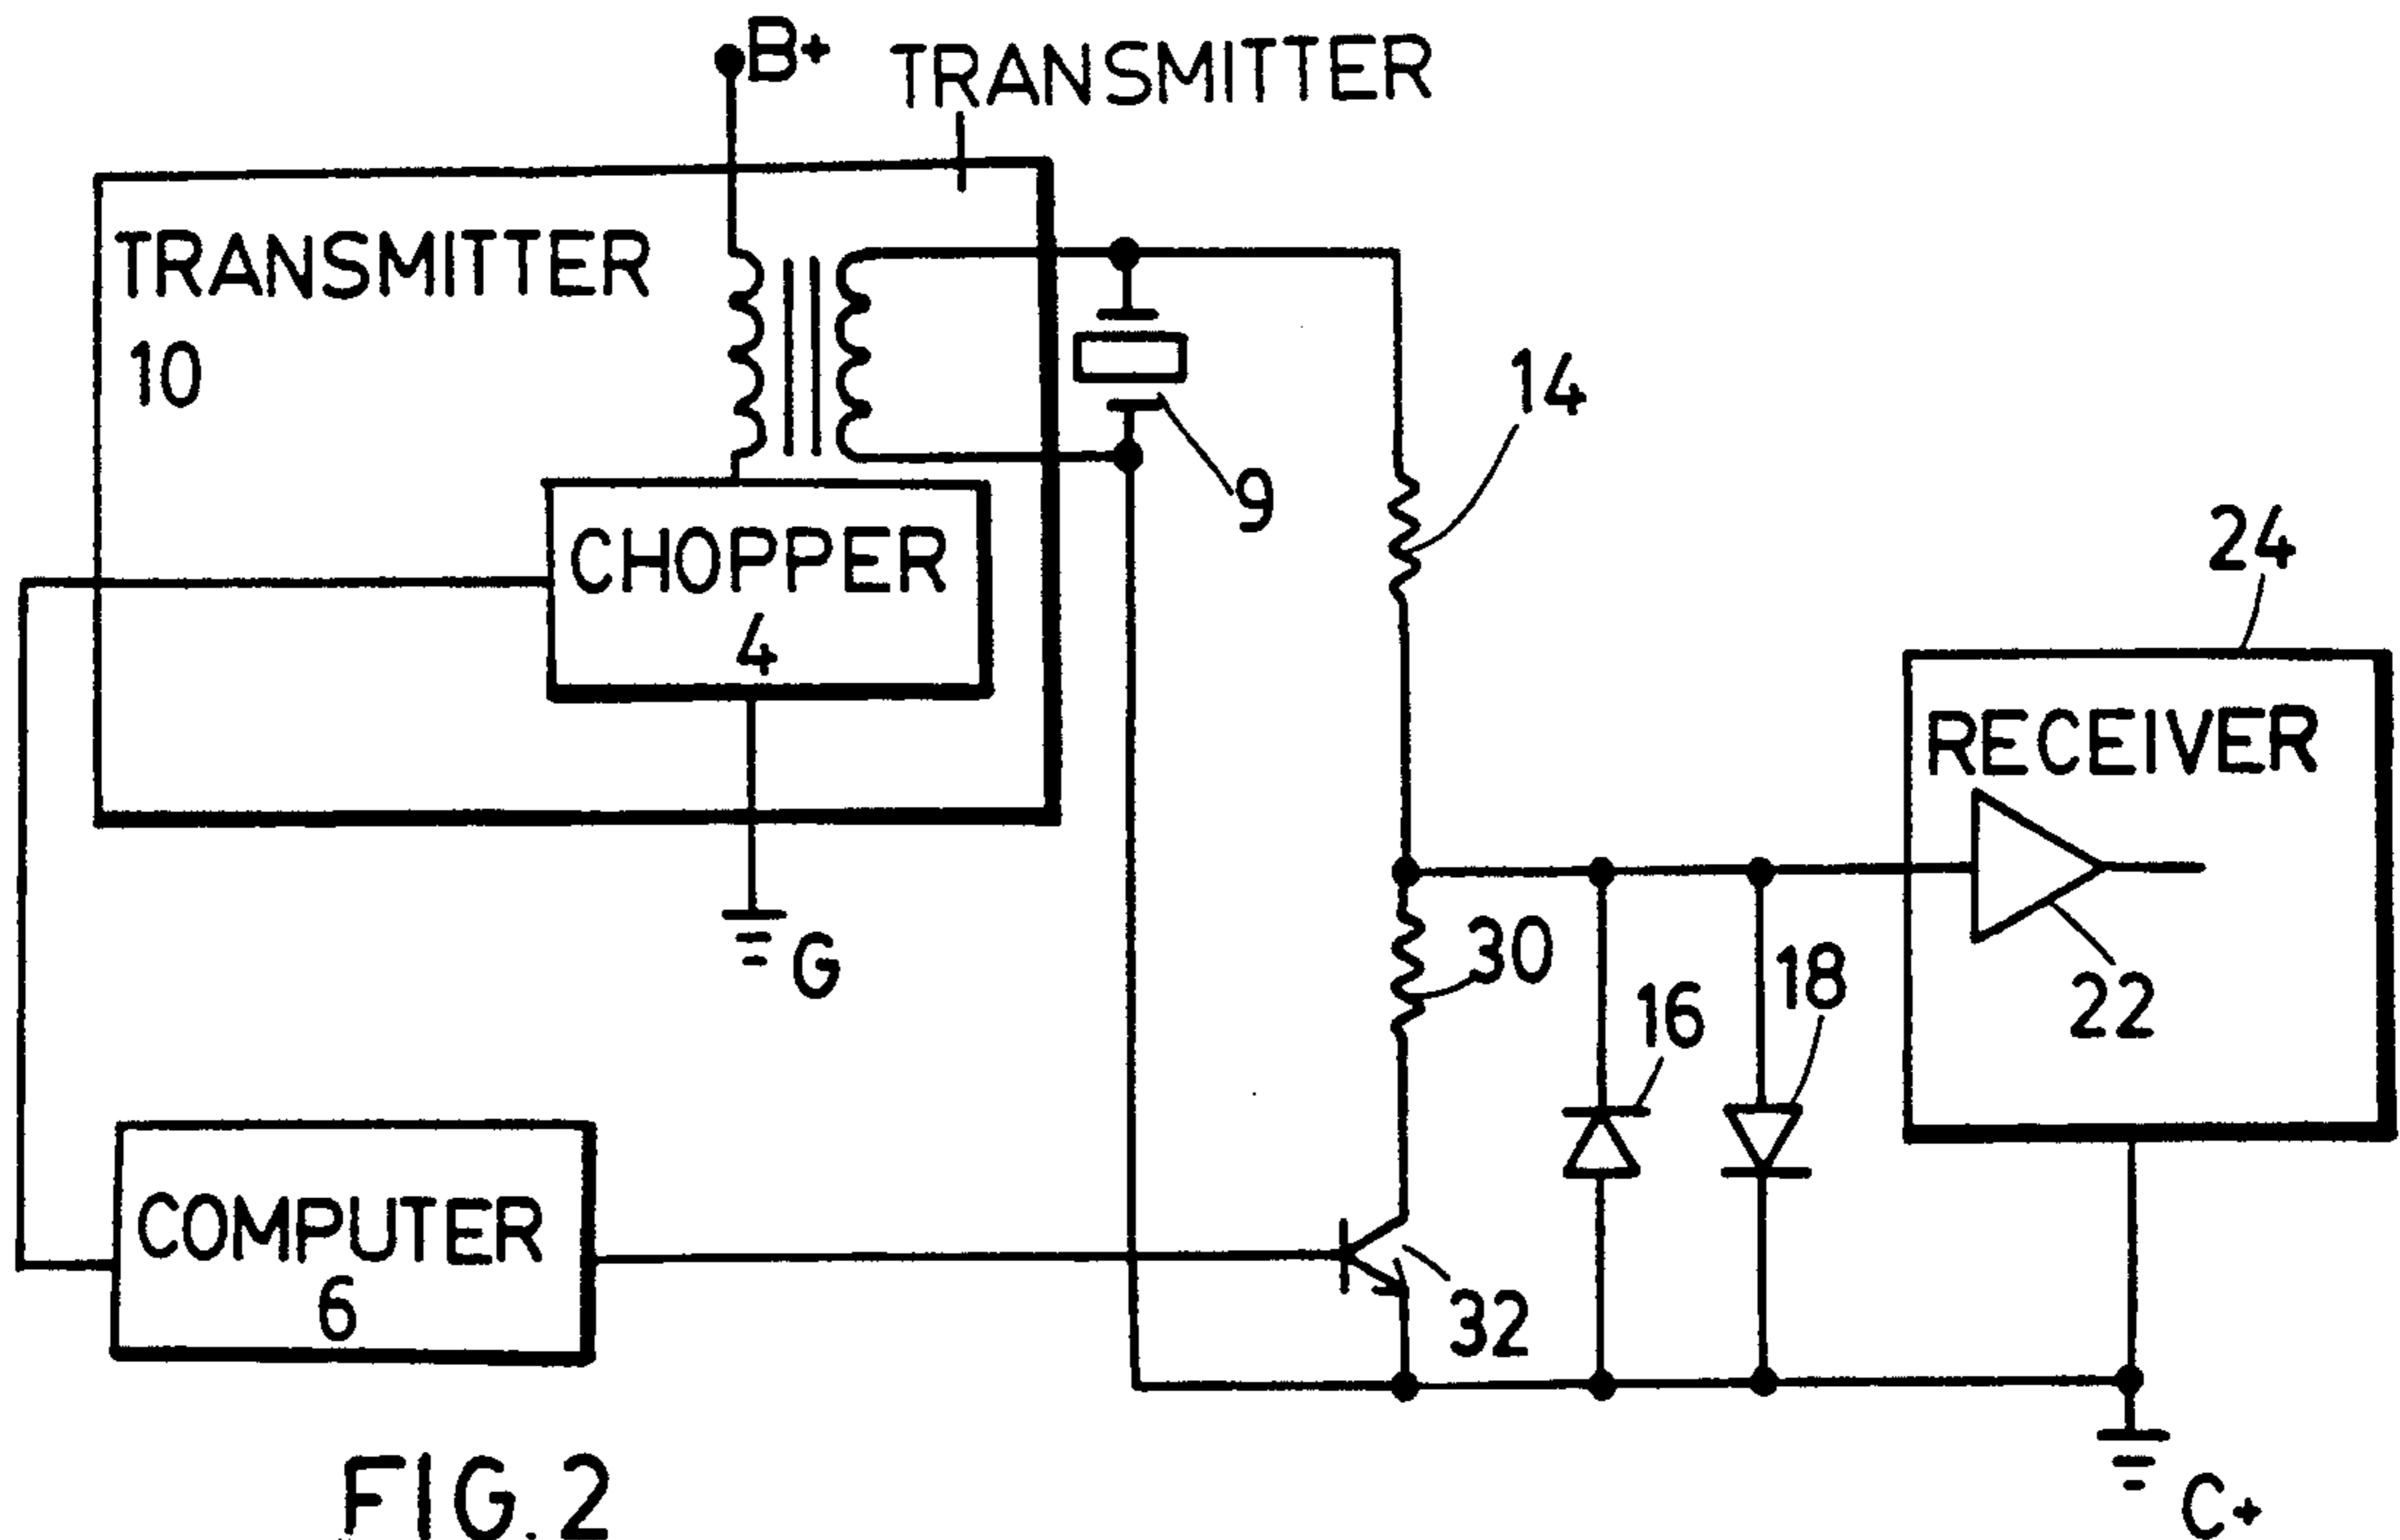 B+
TRANSMITTER
TRANSMITTER
10
14
9
CHOPPER
4
24
RECEIVER
G
30
16
18
22
COMPUTER
6
32
FIG. 2
C+